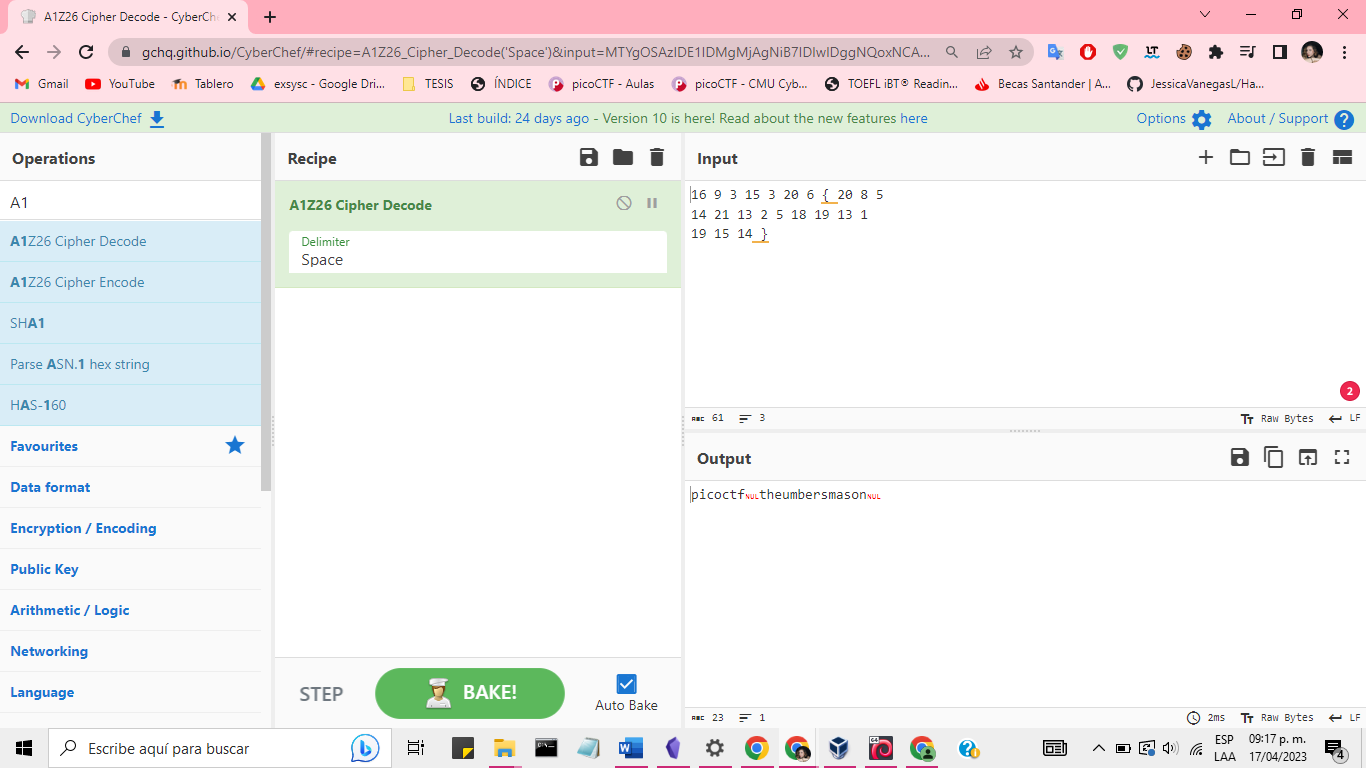 A1Z26 Cipher Decode - CyberChe
gchq.github.io/CyberChef/#recipe=A1Z26_Cipher_Decode('Space')&input=MTYgOSAzIDE1IDMgMjAgNiB7IDIwIDggNQoxNCA...
Gmail
YouTube
Tablero
exsysc - Google Dri...
TESIS
ÍNDICE
picoCTF - Aulas
picoCTF - CMU Cyb...
TOEFL iBT® Readin...
Becas Santander | A...
JessicaVanegasL/Ha...
Download CyberChef
Last build: 24 days ago - Version 10 is here! Read about the new features here
Options
About / Support
Operations
A1
A1Z26 Cipher Decode
A1Z26 Cipher Encode
SHA1
Parse ASN.1 hex string
HAS-160
Favourites
Data format
Encryption / Encoding
Public Key
Arithmetic / Logic
Networking
Language
Recipe
A1Z26 Cipher Decode
Delimiter
Space
STEP
BAKE!
Auto Bake
Input
16 9 3 15 3 20 6 { 20 8 5
14 21 13 2 5 18 19 13 1
19 15 14 }
2
ABC 61
3
Raw Bytes
LF
Output
picoctfNULtheumbersmasonNUL
ABC 23
1
2ms
Raw Bytes
LF
Escribe aquí para buscar
ESP
LAA
09:17 p. m.
17/04/2023
4